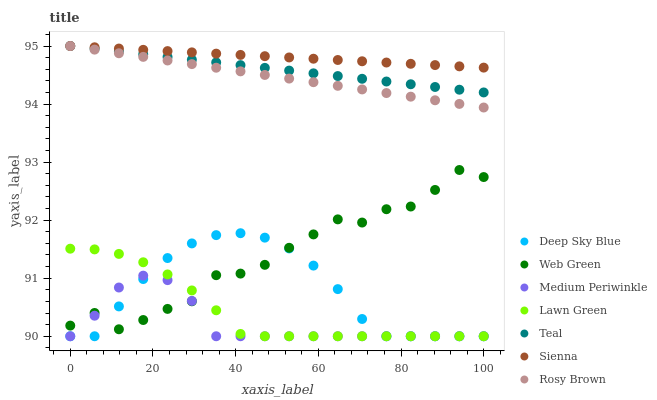 title
95
94
93
92
91
90
yaxis_label
0
20
40
60
80
100
xaxis_label
Deep Sky Blue
Web Green
Medium Periwinkle
Lawn Green
Teal
Sienna
Rosy Brown